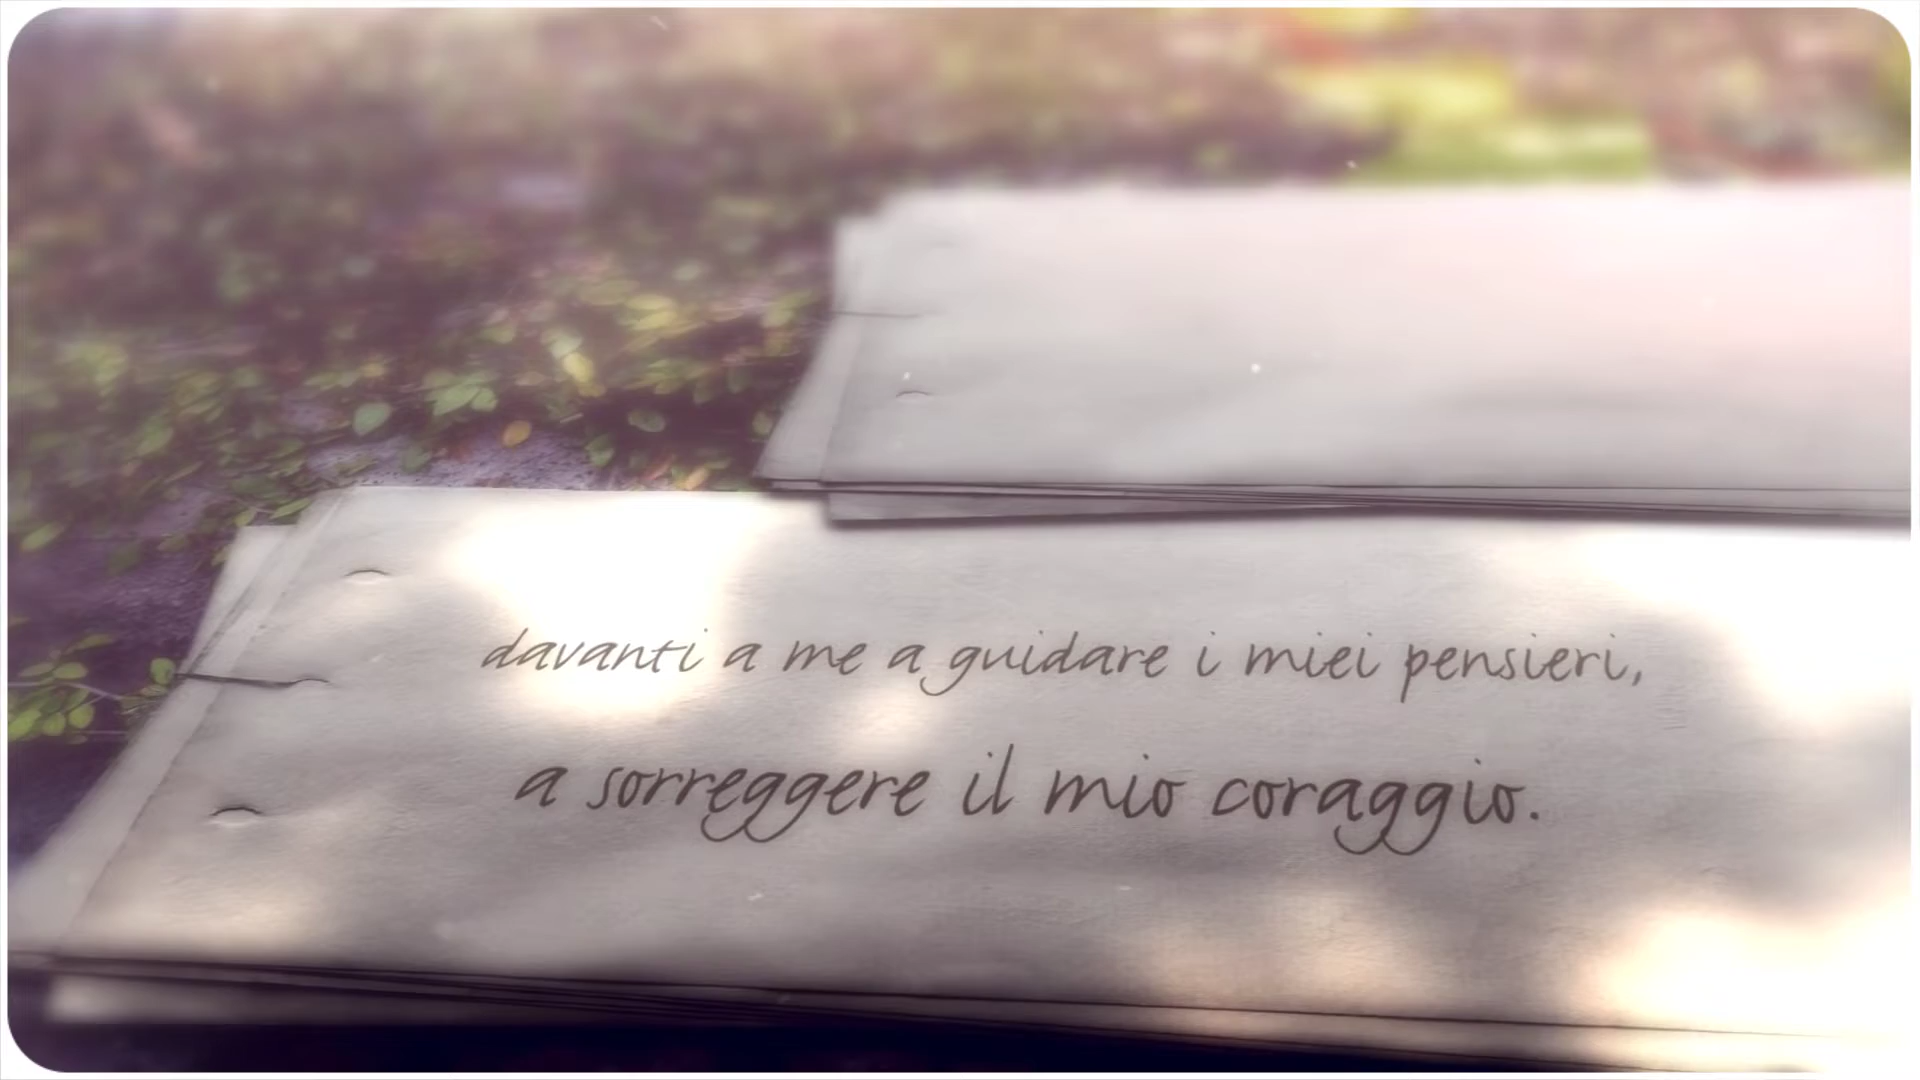 davanti a me a guidare i miei pensieri,
a sorreggere il mio coraggio.